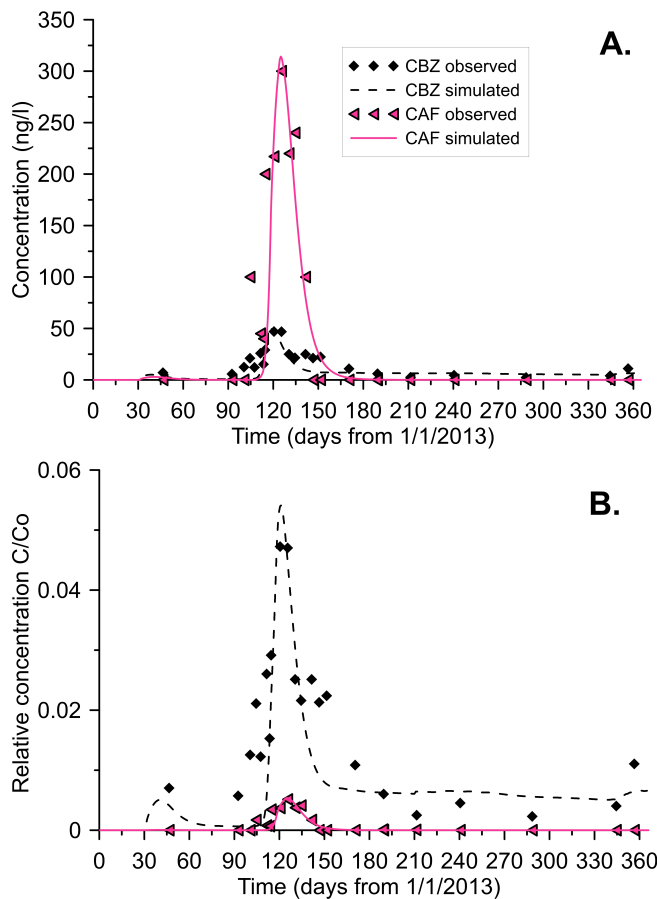 A.
350
300
250
200
150
100
50
0
Concentration (ng/l)
CBZ observed
CBZ simulated
CAF observed
CAF simulated
0 30 60 90 120 150 180 210 240 270 300 330 360
Time (days from 1/1/2013)
B.
0.06
0.04
0.02
0
Relative concentration C/Co
0 30 60 90 120 150 180 210 240 270 300 330 360
Time (days from 1/1/2013)